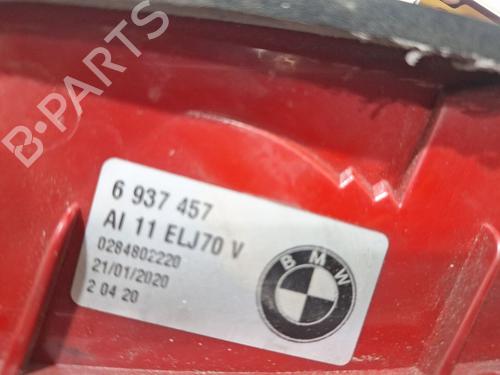 B-PARTS
6 937 457
AI 11 ELJ70 V
0284802220
21/01/2020
2 04 20
BMW